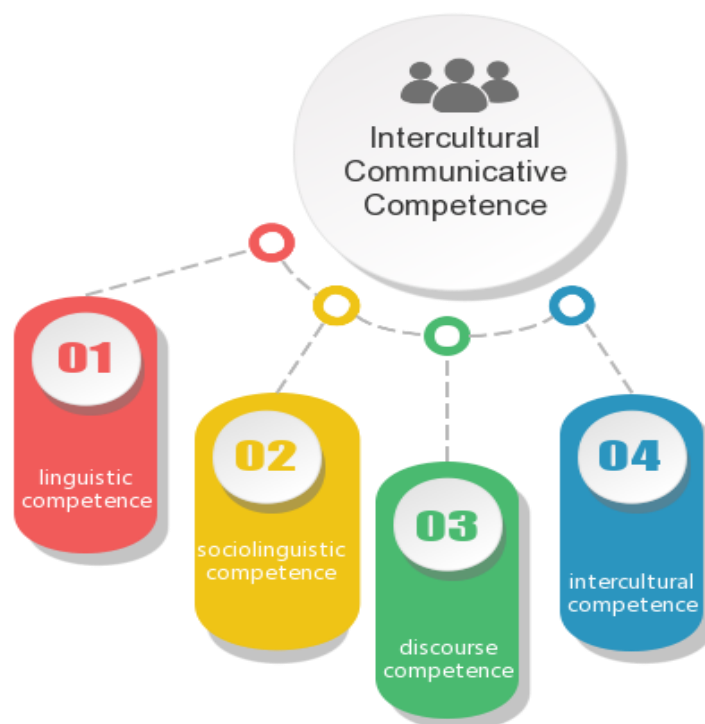 Intercultural
Communicative
Competence
01
linguistic
competence
02
sociolinguistic
competence
03
discourse
competence
04
intercultural
competence